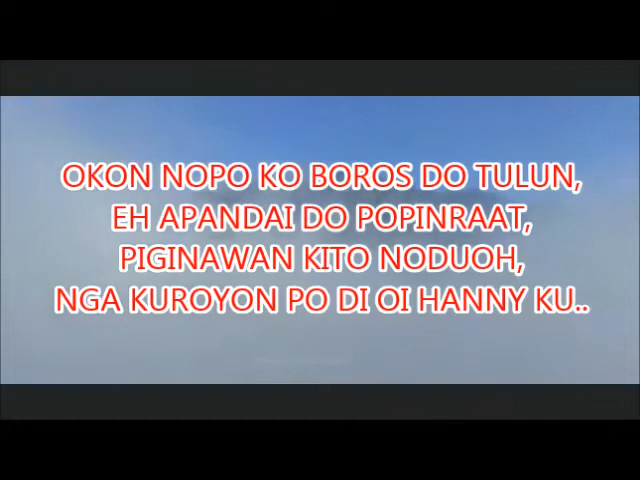 OKON NOPO KO BOROS DO TULUN,
EH APANDAI DO POPINRAAT,
PIGINAWAN KITO NODUOH,
NGA KUROYON PO DI OI HANNY KU..